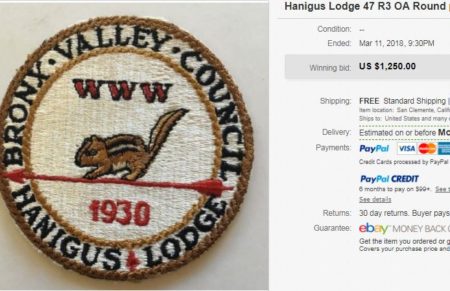 BRONX · VALLEY · COUNCIL
WWW
1930
HANIGUS LODGE
Hanigus Lodge 47 R3 OA Round
Condition: --
Ended: Mar 11, 2018, 9:30PM
Winning bid: US $1,250.00
Shipping: FREE Standard Shipping
Item location: San Clemente, Calif
Ships to: United States and many
Delivery: Estimated on or before Mo
Payments: PayPal VISA
Credit Cards processed by PayPal
PayPal CREDIT
6 months to pay on $99+. See
See details
Returns: 30 day returns. Buyer pays
Guarantee: ebay MONEY BACK
Get the item you ordered or g
Covers your purchase price and